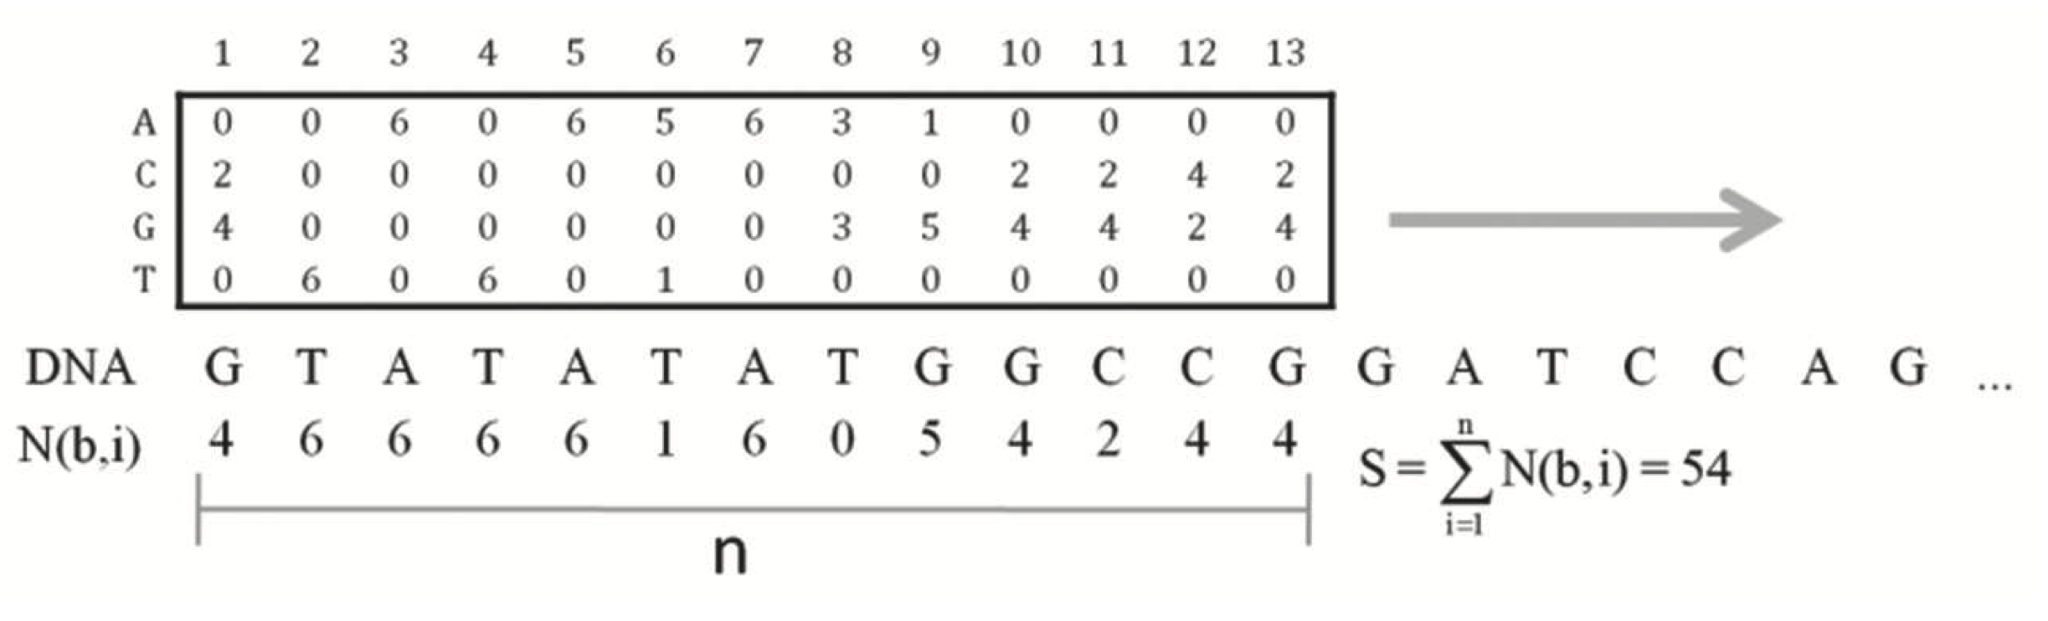 1 2 3 4 5 6 7 8 9 10 11 12 13
A 0 0 6 0 6 5 6 3 1 0 0 0 0
C 2 0 0 0 0 0 0 0 0 2 2 4 2
G 4 0 0 0 0 0 0 3 5 4 4 2 4
T 0 6 0 6 0 1 0 0 0 0 0 0 0
DNA G T A T A T A T G G C C G G A T C C A G ...
N(b,i) 4 6 6 6 6 1 6 0 5 4 2 4 4
S = ∑ⁿᵢ₌₁ N(b,i) = 54
n